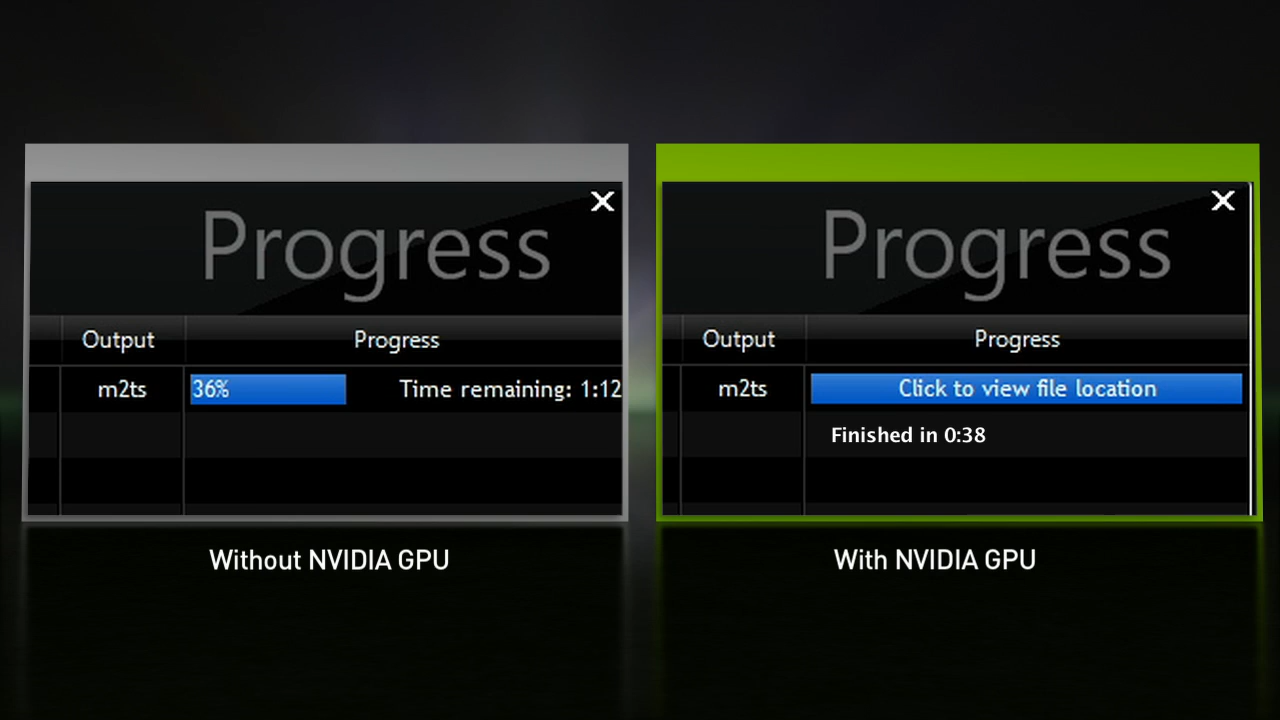 X
Progress
Output Progress
m2ts 36% Time remaining: 1:12
Without NVIDIA GPU
X
Progress
Output Progress
m2ts Click to view file location
Finished in 0:38
With NVIDIA GPU